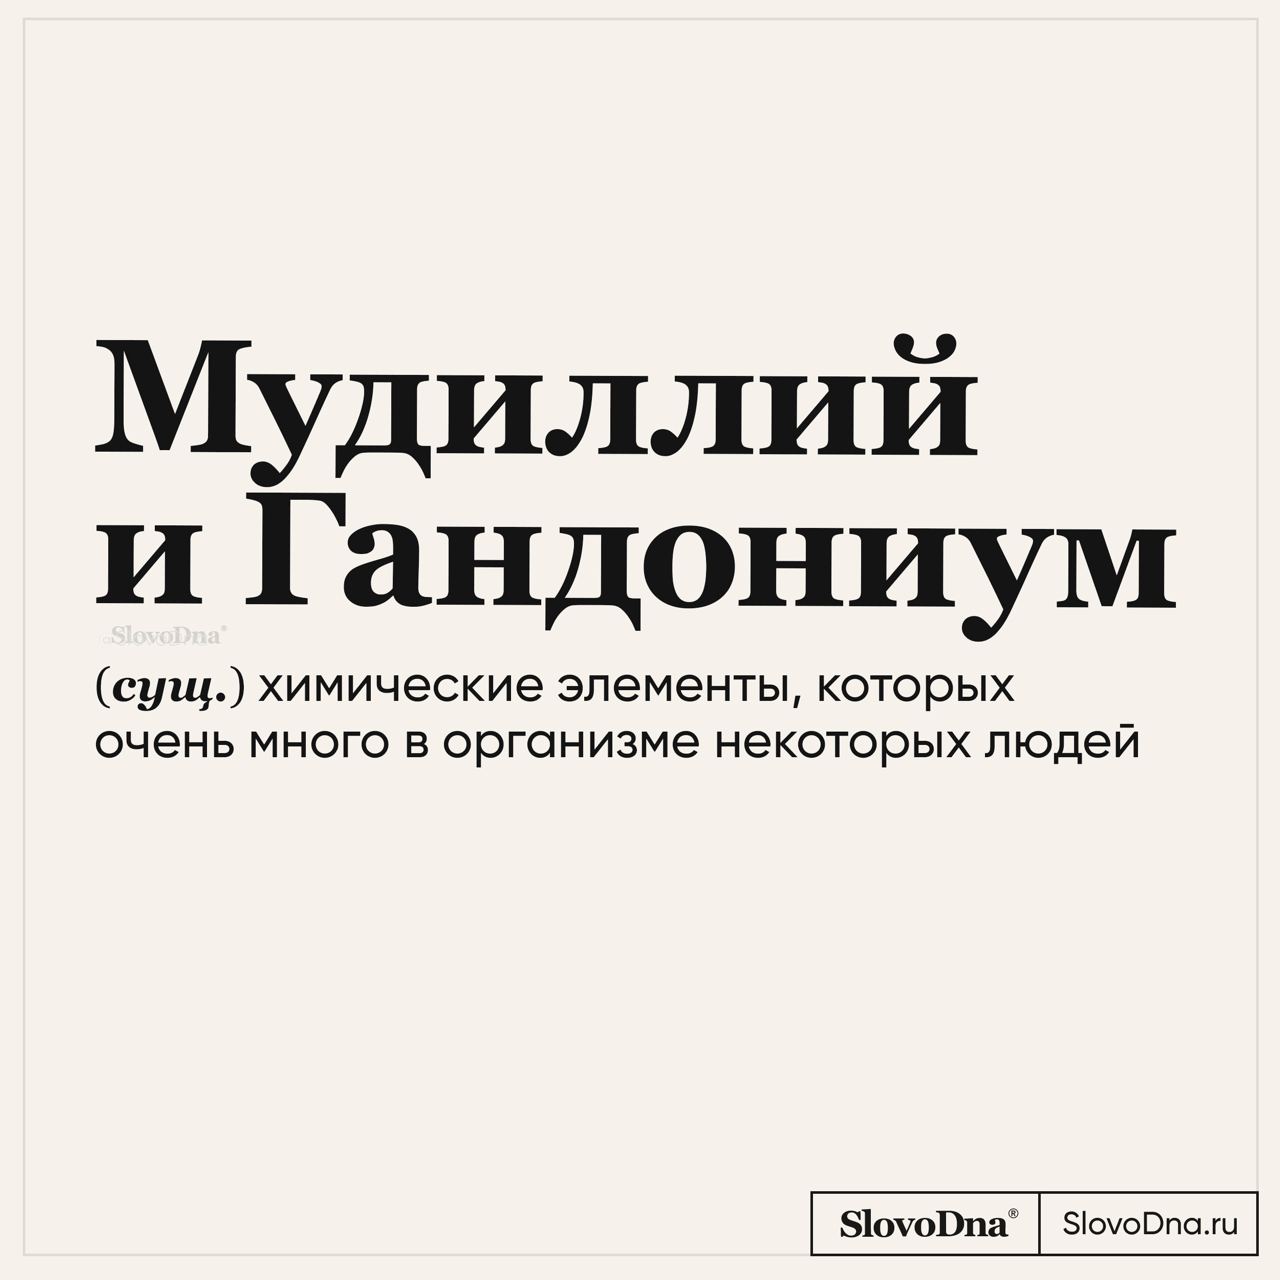 Мудиллий
и Гандониум
SlovoDna®
(сущ.) химические элементы, которых
очень много в организме некоторых людей
SlovoDna®
SlovoDna.ru